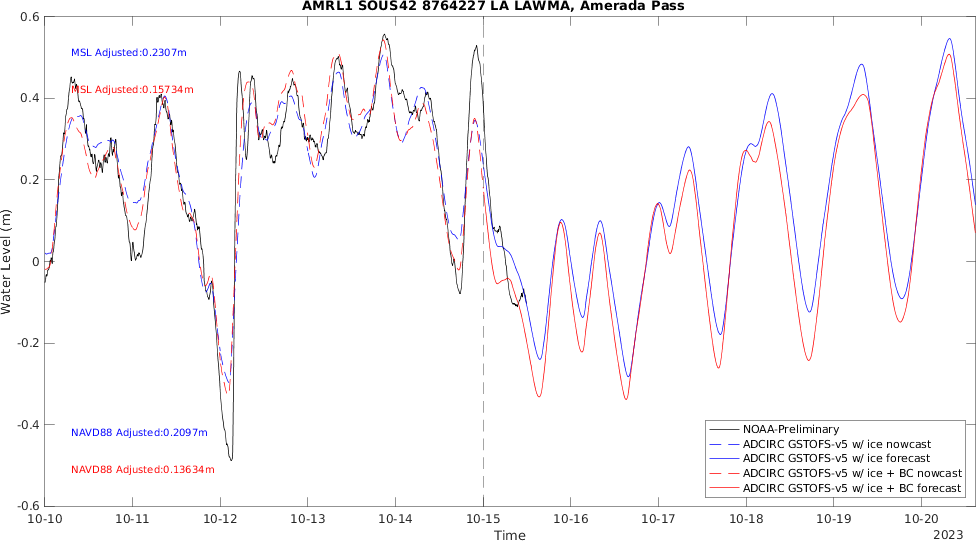 AMRL1 SOUS42 8764227 LA LAWMA, Amerada Pass
0.6
MSL Adjusted:0.2307m
MSL Adjusted:0.15734m
0.4
0.2
0
-0.2
-0.4
-0.6
Water Level (m)
NAVD88 Adjusted:0.2097m
NAVD88 Adjusted:0.13634m
NOAA-Preliminary
ADCIRC GSTOFS-v5 w/ ice nowcast
ADCIRC GSTOFS-v5 w/ ice forecast
ADCIRC GSTOFS-v5 w/ ice + BC nowcast
ADCIRC GSTOFS-v5 w/ ice + BC forecast
10-10 10-11 10-12 10-13 10-14 10-15 10-16 10-17 10-18 10-19 10-20
Time
2023